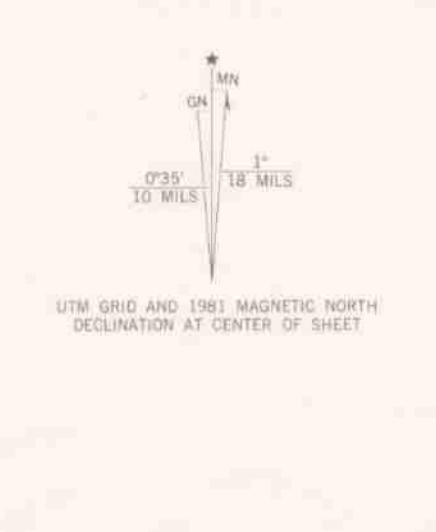 ★
MN
GN
1°
0°35'
18 MILS
10 MILS
UTM GRID AND 1981 MAGNETIC NORTH
DECLINATION AT CENTER OF SHEET